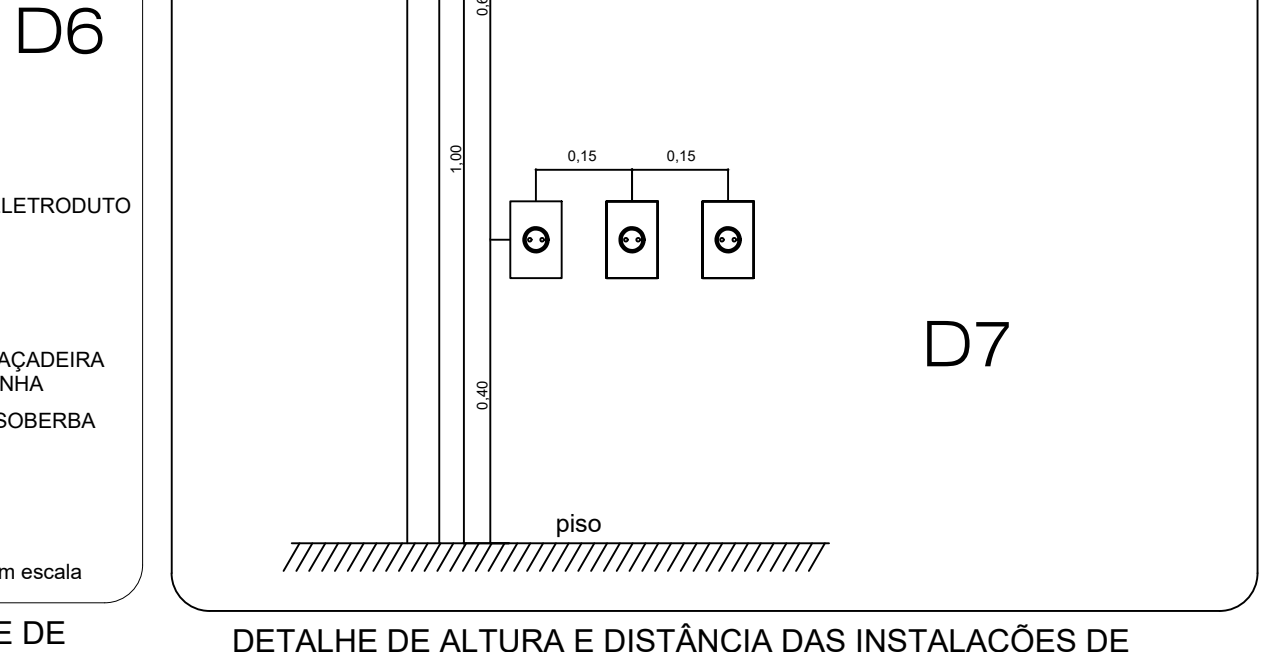 D6
LETRODUTO
AÇADEIRA
NHA
SOBERBA
m escala
E DE
1,00
0,15
0,15
0,40
piso
D7
DETALHE DE ALTURA E DISTÂNCIA DAS INSTALAÇÕES DE